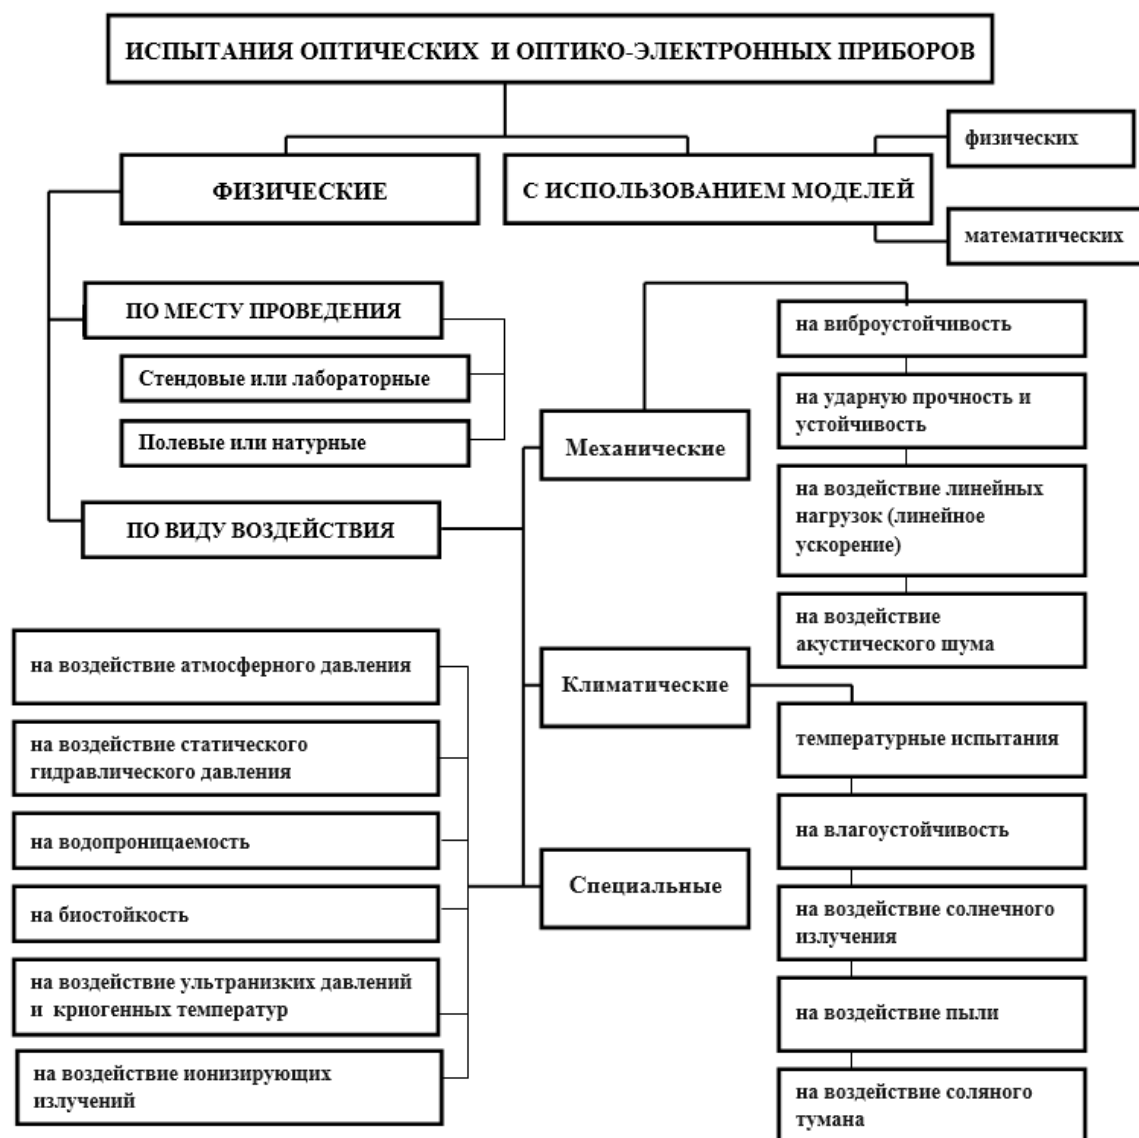 ИСПЫТАНИЯ ОПТИЧЕСКИХ И ОПТИКО-ЭЛЕКТРОННЫХ ПРИБОРОВ
ФИЗИЧЕСКИЕ
С ИСПОЛЬЗОВАНИЕМ МОДЕЛЕЙ
физических
математических
ПО МЕСТУ ПРОВЕДЕНИЯ
Стендовые или лабораторные
Полевые или натурные
ПО ВИДУ ВОЗДЕЙСТВИЯ
Механические
на виброустойчивость
на ударную прочность и
устойчивость
на воздействие линейных
нагрузок (линейное
ускорение)
на воздействие
акустического шума
Климатические
температурные испытания
на влагоустойчивость
на воздействие солнечного
излучения
на воздействие пыли
на воздействие соляного
тумана
Специальные
на воздействие атмосферного давления
на воздействие статического
гидравлического давления
на водопроницаемость
на биостойкость
на воздействие ультранизких давлений
и криогенных температур
на воздействие ионизирующих
излучений